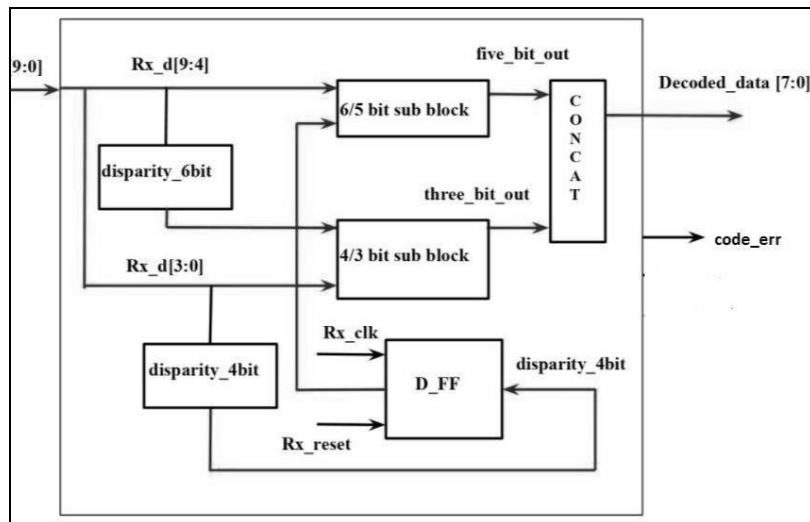 9:0]
Rx_d[9:4]
five_bit_out
6/5 bit sub block
CONCAT
Decoded_data [7:0]
disparity_6bit
three_bit_out
4/3 bit sub block
code_err
Rx_d[3:0]
Rx_clk
disparity_4bit
disparity_4bit
D_FF
Rx_reset